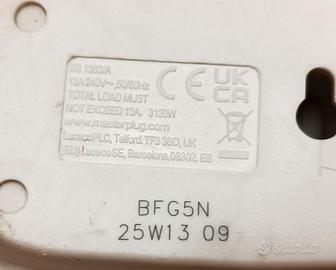 BS 1363/A
13A 240V~,50/60Hz
TOTAL LOAD MUST
NOT EXCEED 13A, 3120W
www.masterplug.com
Luceco PLC, Telford. TF3 3BD, UK
(EU) Luceco SE, Barcelona, 08302, ES
CE
UK
CA
BFG5N
25W13 09
subito